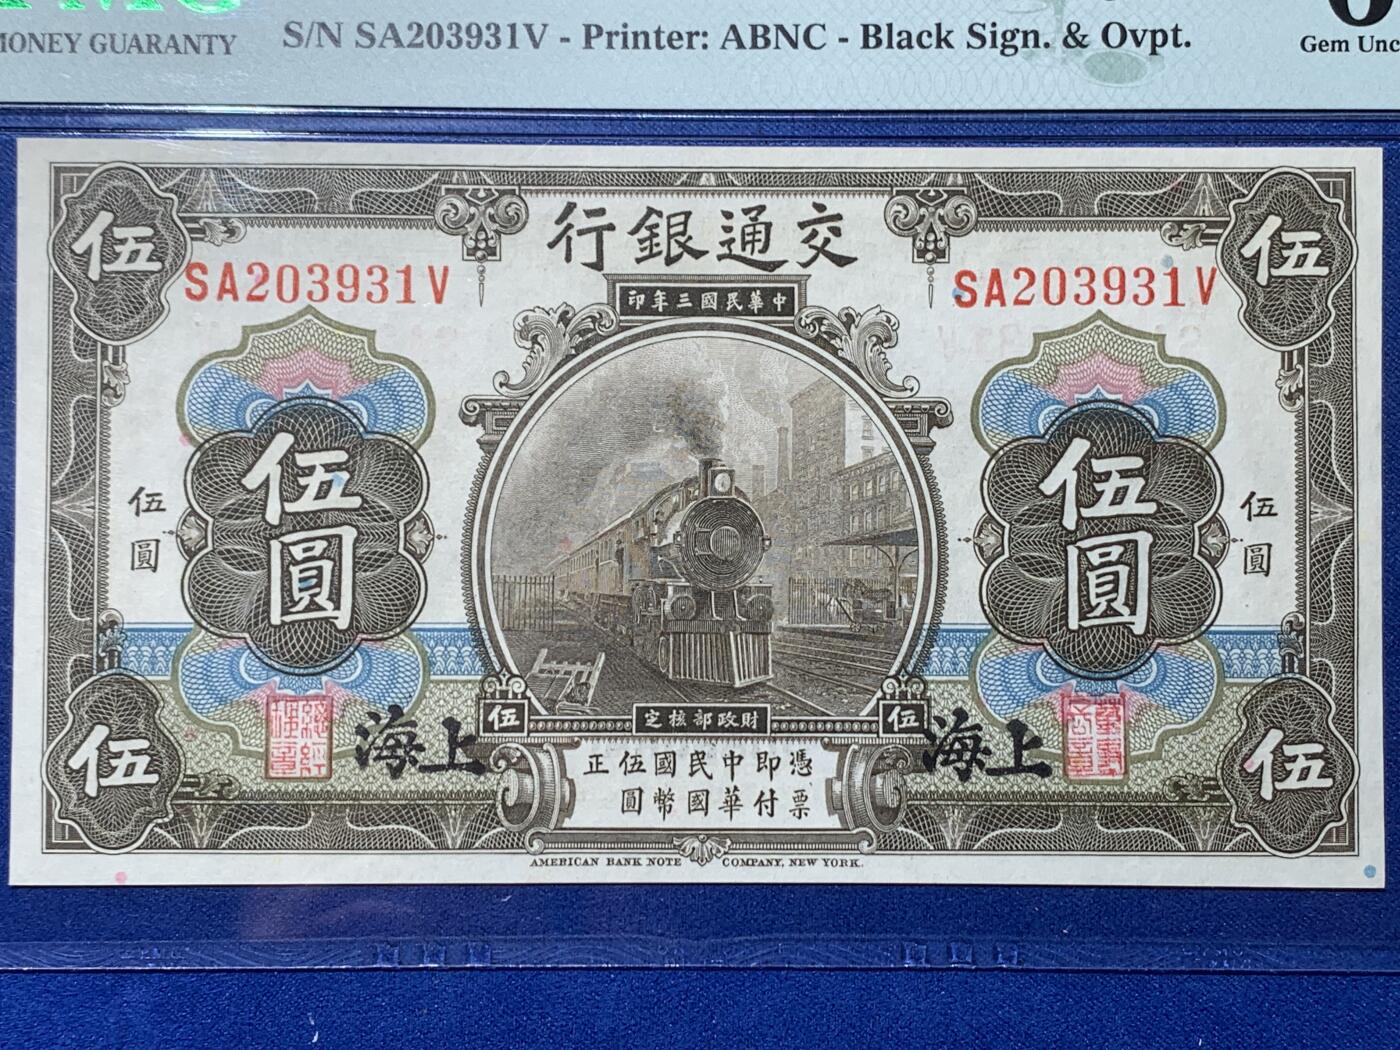 MONEY GUARANTY
S/N SA203931V - Printer: ABNC - Black Sign. & Ovpt.
Gem Unc
交通銀行
伍
伍
SA203931V
SA203931V
中華民國三年印
伍圓
伍圓
伍圓
伍圓
財政部核定
伍
伍
上海
上海
憑票即付中華民國國幣伍圓正
伍
伍
AMERICAN BANK NOTE COMPANY, NEW YORK.